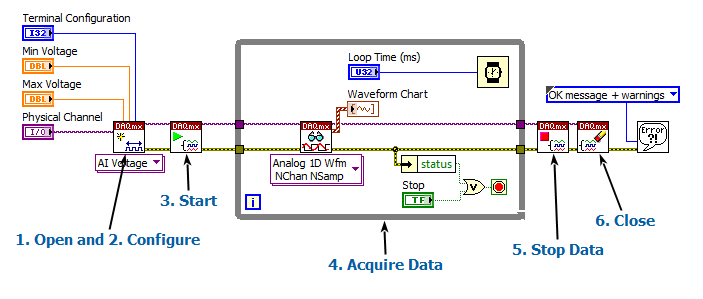 Terminal Configuration
I32
Min Voltage
DBL
Max Voltage
DBL
Physical Channel
I/O
DAQmx
AI Voltage
DAQmx
3. Start
1. Open and 2. Configure
Loop Time (ms)
U32
Waveform Chart
DAQmx
Analog 1D Wfm
NChan NSamp
status
Stop
TF
V
i
4. Acquire Data
OK message + warnings
DAQmx
DAQmx
Error
?!
6. Close
5. Stop Data